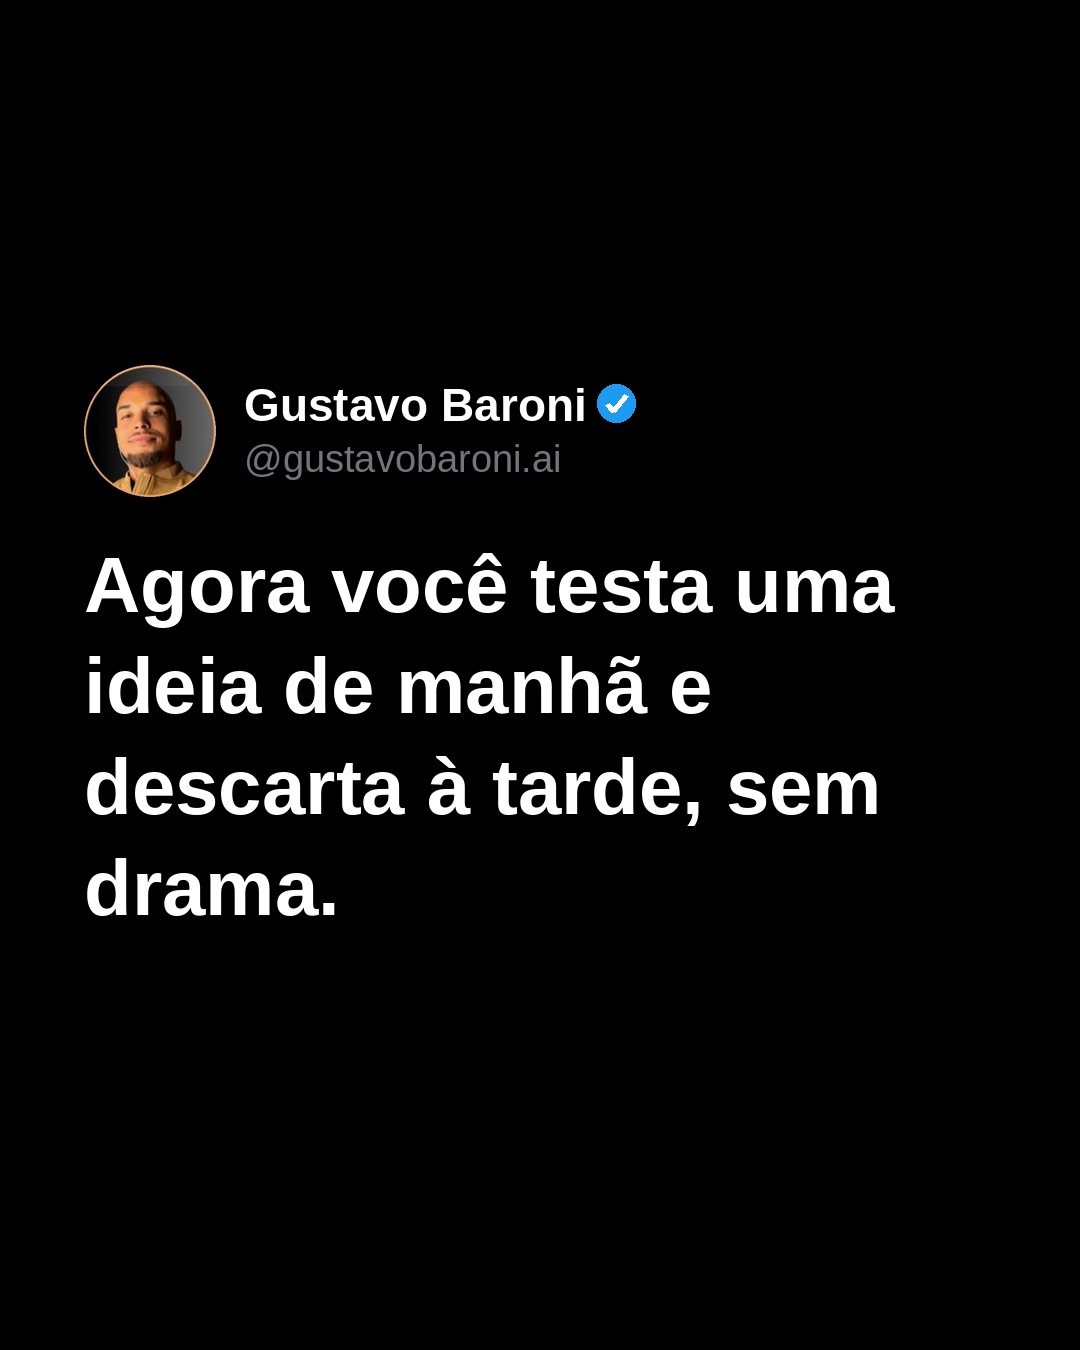 Gustavo Baroni
@gustavobaroni.ai
Agora você testa uma
ideia de manhã e
descarta à tarde, sem
drama.